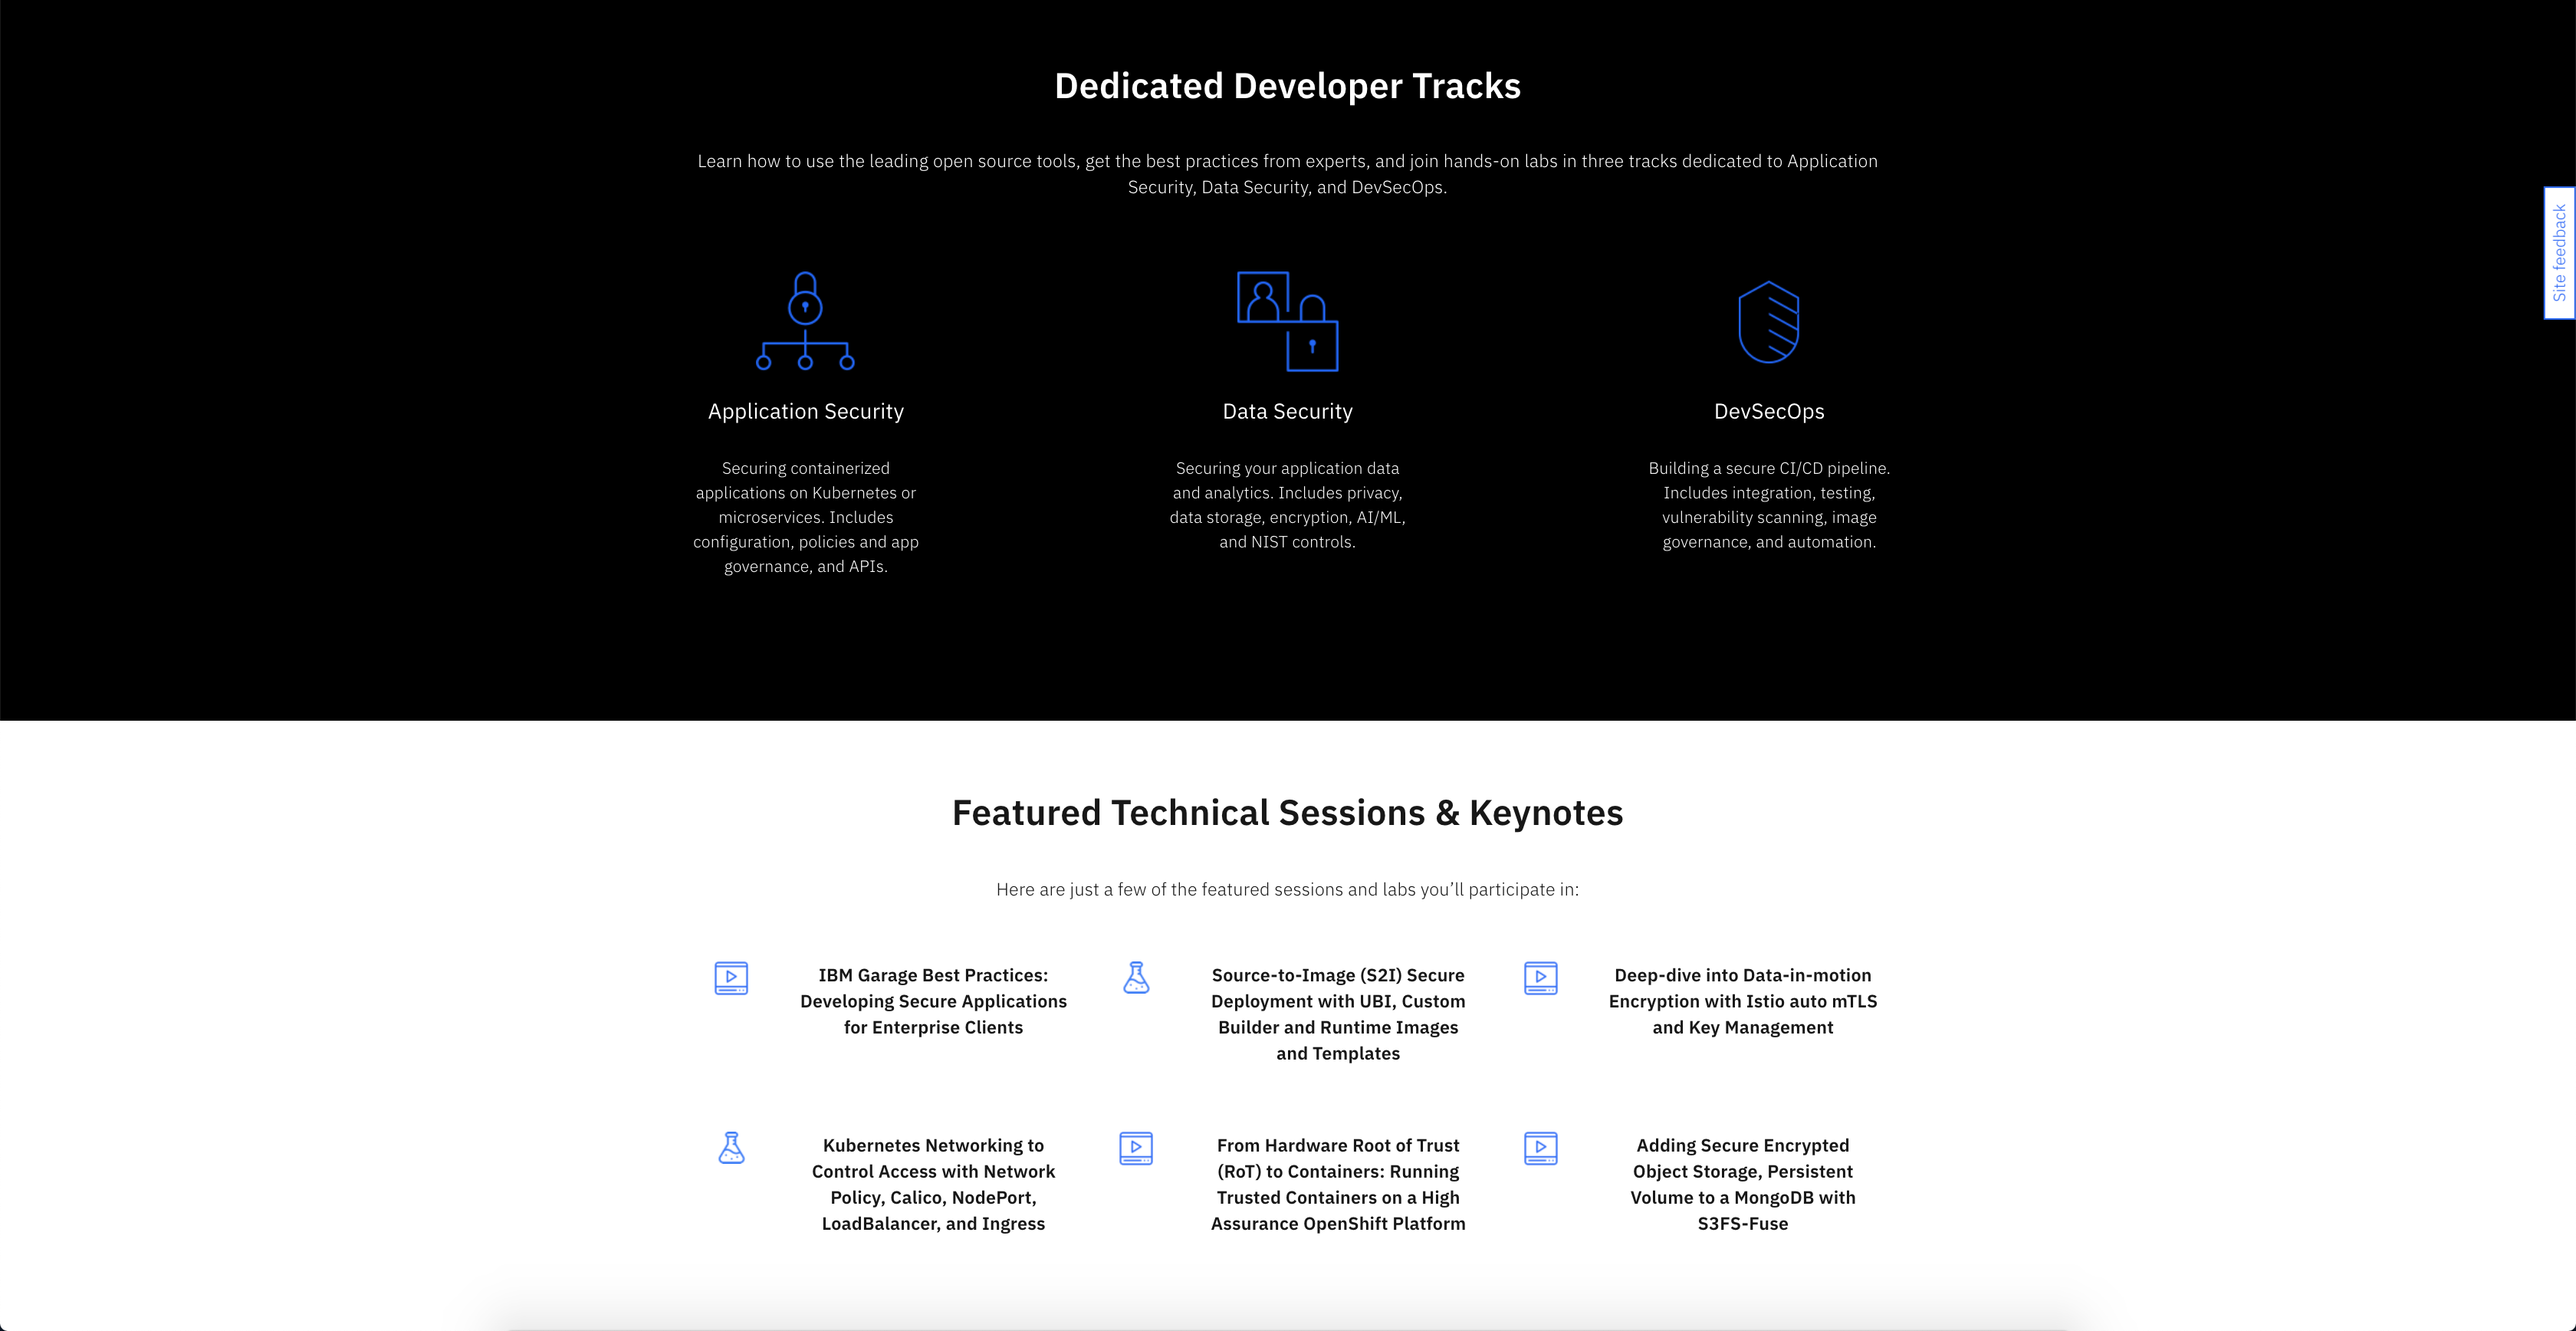 Dedicated Developer Tracks
Learn how to use the leading open source tools, get the best practices from experts, and join hands-on labs in three tracks dedicated to Application
Security, Data Security, and DevSecOps.
Site feedback
Application Security
Securing containerized
applications on Kubernetes or
microservices. Includes
configuration, policies and app
governance, and APIs.
Data Security
Securing your application data
and analytics. Includes privacy,
data storage, encryption, AI/ML,
and NIST controls.
DevSecOps
Building a secure CI/CD pipeline.
Includes integration, testing,
vulnerability scanning, image
governance, and automation.
Featured Technical Sessions & Keynotes
Here are just a few of the featured sessions and labs you’ll participate in:
IBM Garage Best Practices:
Developing Secure Applications
for Enterprise Clients
Source-to-Image (S2I) Secure
Deployment with UBI, Custom
Builder and Runtime Images
and Templates
Deep-dive into Data-in-motion
Encryption with Istio auto mTLS
and Key Management
Kubernetes Networking to
Control Access with Network
Policy, Calico, NodePort,
LoadBalancer, and Ingress
From Hardware Root of Trust
(RoT) to Containers: Running
Trusted Containers on a High
Assurance OpenShift Platform
Adding Secure Encrypted
Object Storage, Persistent
Volume to a MongoDB with
S3FS-Fuse